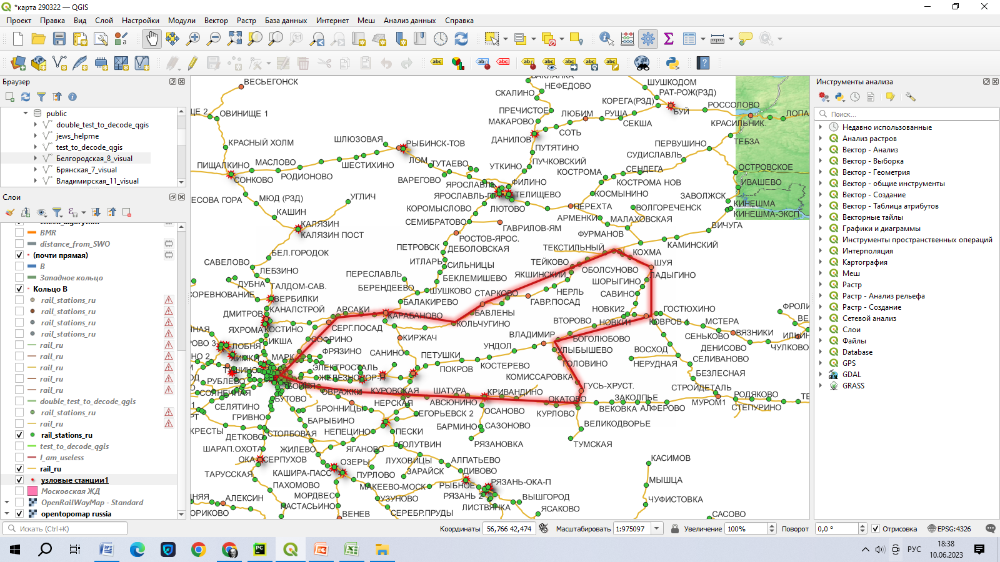 *карта 290322 — QGIS
Проект Правка Вид Слой Настройки Модули Вектор Растр База данных Интернет Меш Анализ данных Справка
Браузер
public
double_test_to_decode_qgis
jews_helpme
test_to_decode_qgis
Белгородская_8_visual
Брянская_7_visual
Владимирская_11_visual
Слои
check_algorythm
BMR
distance_from_SWO
(почти прямая)
В
Западное кольцо
Кольцо В
rail_stations_ru
rail_stations_ru
rail_stations_ru
rail_stations_ru
rail_ru
rail_ru
rail_ru
rail_ru
rail_ru
double_test_to_decode_qgis
rail_stations_ru
rail_ru
rail_stations_ru
test_to_decode_qgis
I_am_useless
rail_ru
узловые станции1
Московская ЖД
OpenRailWayMap - Standard
opentopomap russia
ВЕСЬЕГОНСК
НЕФЕДОВО
ШУШКОДОМ
СКАЛИНО
РАТ-РОЖ(РЗД)
КОРЕГА(РЗД)
РОССОЛОВО
ЩЕ 2
ОВИНИЩЕ 1
ПРЕЧИСТОЕ
ЛЮБИМ
РУША
БУЙ
ЛОПА
МАКАРОВО
СЕКША
КРАСИЛЬНИК.
СОТЬ
ДАНИЛОВ
ТЕБЗА
КРАСНЫЙ ХОЛМ
ШЛЮЗОВАЯ
РЫБИНСК-ТОВ
ПУТЯТИНО
ПЕРВУШИНО
СУДИСЛАВЛЬ
ПИЩАЛКИНО
МАСЛОВО
ЛОМ
ТУТАЕВО
ПУЧКОВСКИЙ
ШЕСТИХИНО
УТКИНО
КОСТРОМА
СЕНДЕГА
ОСТРОВСКОЕ
СОНКОВО
РОДИОНОВО
ВАРЕГОВО
ЯРОСЛАВЛЬ
ФИЛИНО
КОСТРОМА НОВ
ИВАШЕВО
ЕСОВА ГОРА
МОЮ (РЗД)
УГЛИЧ
ТЕЛИЩЕВО
КОСМЫНИНО
ЗАВОЛЖСК
КИНЕШМА
КОРОМЫСЛОВО
ЛЮТОВО
НЕРЕХТА
ВОЛГОРЕЧЕНСК
КИНЕШМА-ЭКСП
КАШИН
АРМЕНКИ
МАЛАХОВСКАЯ
КАЛЯЗИН
СЕМИБРАТОВО
ГАВРИЛОВ-ЯМ
ВИЧУГА
КАЛЯЗИН ПОСТ
РОСТОВ-ЯРОС.
ФУРМАНОВ
КАМИНСКИЙ
ПЕТРОВСК
ДЕБОЛОВСКАЯ
ТЕКСТИЛЬНЫЙ
БЕЛ.ГОРОДОК
КОХМА
САВЕЛОВО
ИТЛАРЬ
СИЛЬНИЦЫ
ТЕЙКОВО
ШУЯ
ЛЕБЗИНО
ПЕРЕСЛАВЛЬ
БЕКЛЕМИШЕВО
ЯКШИНСКИЙ
ОБОЛСУНОВО
ЛАДЫГИНО
ДУБНА
ТАЛДОМ-САВ.
БЕРЕНДЕЕВО
ШУШКОВО
СТАРКОВО
НЕРЛЬ
ШОРЫГИНО
СОРЕВНОВАНИЕ
ВЕРБИЛКИ
БАЛАКИРЕВО
ГАВР.ПОСАД
САВИНО
ДМИТРОВ
КАНАЛСТРОЙ
АРСАКИ
КАРАБАНОВО
БАВЛЕНЫ
НОВКИ2
ГОСТЮХИНО
ФРОЛИ
ЯХРОМА
КОСТИНО
СЕРГ.ПОСАД
КОЛЬЧУГИНО
ВТОРОВО
НОВКИ1
КОВРОВ 1
МСТЕРА
ИКША
СОФРИНО
КИРЖАЧ
ВЛАДИМИР
БОГОЛЮБОВО
СЕНЬКОВО
ВЯЗНИКИ
РОВО 3
ЛОБНЯ
УНДОЛ
УЛЫБЫШЕВО
ВОСХОД
ДЕНИСОВО
ЧУЛКОВО
НО 2
ХИМКИ
МАРК
ФРЯЗИНО
САНИНО
ПЕТУШКИ
КОСТЕРЕВО
ГОЛОВИНО
НЕРУДНАЯ
СЕЛИВАНОВО
ЭЛЕКТРОСТАЛЬ
ПОКРОВ
КОМИССАРОВКА
БЕЗЛЕСНАЯ
РУБЛЕВО
ГУСЬ-ХРУСТ.
СТРОЙДЕТАЛЬ
КУРОВСКАЯ
ШАТУРА
КРИВАНДИНО
ОКАТОВО
ЗАКОЛПЬЕ
РОДЯКОВО
БУТОВО
ОВРАЖКИ
НЕРСКАЯ
АВСЮНИНО
МУРОМ1
СЕЛЯТИНО
БРОННИЦЫ
ЕГОРЬЕВСК 2
ОСАНОВО
КУРЛОВО
ВЕКОВКА
АЛФЕРОВО
СТЕПУРИНО
ГРИВНО
БАРЫБИНО
ВЕЛИКОДВОРЬЕ
КРЕСТЫ
СТОЛБОВАЯ
НЕПЕЦИНО
ПЕСКИ
БАРМИНО
САЗОНОВО
ДЕТКОВО
ГОЛУТВИН
РЯЗАНОВКА
ТУМСКАЯ
ШАРАП.ОХОТА
ЖИЛЕВО
ЯГАНОВО
ОКА
СЕРПУХОВ
ОЗЕРЫ
ЛУХОВИЦЫ
АЛПАТЬЕВО
КАСИМОВ
ТАРУССКАЯ
КАШИРА-ПАСС
ПУРЛОВО
ЗАРАЙСК
ДИВОВО
ПАХОМОВО
МАКЕЕВО-МОСК
РЫБНОЕ
РЯЗАНЬ-ОКА-П
МЫЩЦА
АЛЕКСИН
МОРДВЕС
УЗУНОВО
РЯЗАНЬ 2
ВЫШГОРОД
ЧУФИСТОВКА
НАСТАСЬИНО
ВЕНЕВ
СЕРЕБР.ПРУДЫ
ЛИСТВЯНКА
ЯСАКОВО
САСОВО
Инструменты анализа
Поиск...
Недавно использованные
Анализ растров
Вектор - Анализ
Вектор - Выборка
Вектор - Геометрия
Вектор - общие инструменты
Вектор - Создание
Вектор - Таблица атрибутов
Векторные тайлы
Графики и диаграммы
Инструменты пространственных операций
Интерполяция
Картография
Меш
Растр
Растр - Анализ рельефа
Растр - Создание
Сетевой анализ
Слои
Файлы
Database
GPS
GDAL
GRASS
Искать (Ctrl+K)
Координаты 56,766 42,474 Масштабировать 1:975097 Увеличение 100% Поворот 0,0 ° Отрисовка EPSG:4326
РУС
18:38
10.06.2023